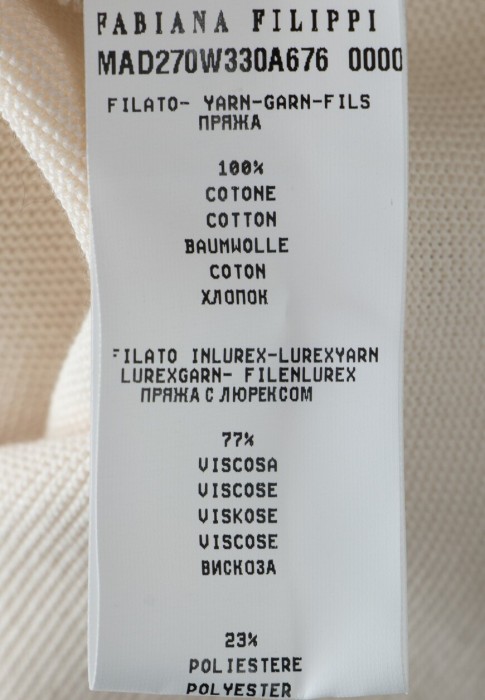 FABIANA FILIPPI
MAD270W330A676 0000
FILATO- YARN-GARN-FILS
ПРЯЖА
100%
COTONE
COTTON
BAUMWOLLE
COTON
ХЛОПОК
FILATO INLUREX-LUREXYARN
LUREXGARN- FILENLUREX
ПРЯЖА С ЛЮРЕКСОМ
77%
VISCOSA
VISCOSE
VISKOSE
VISCOSE
ВИСКОЗА
23%
POLIESTERE
POLYESTER